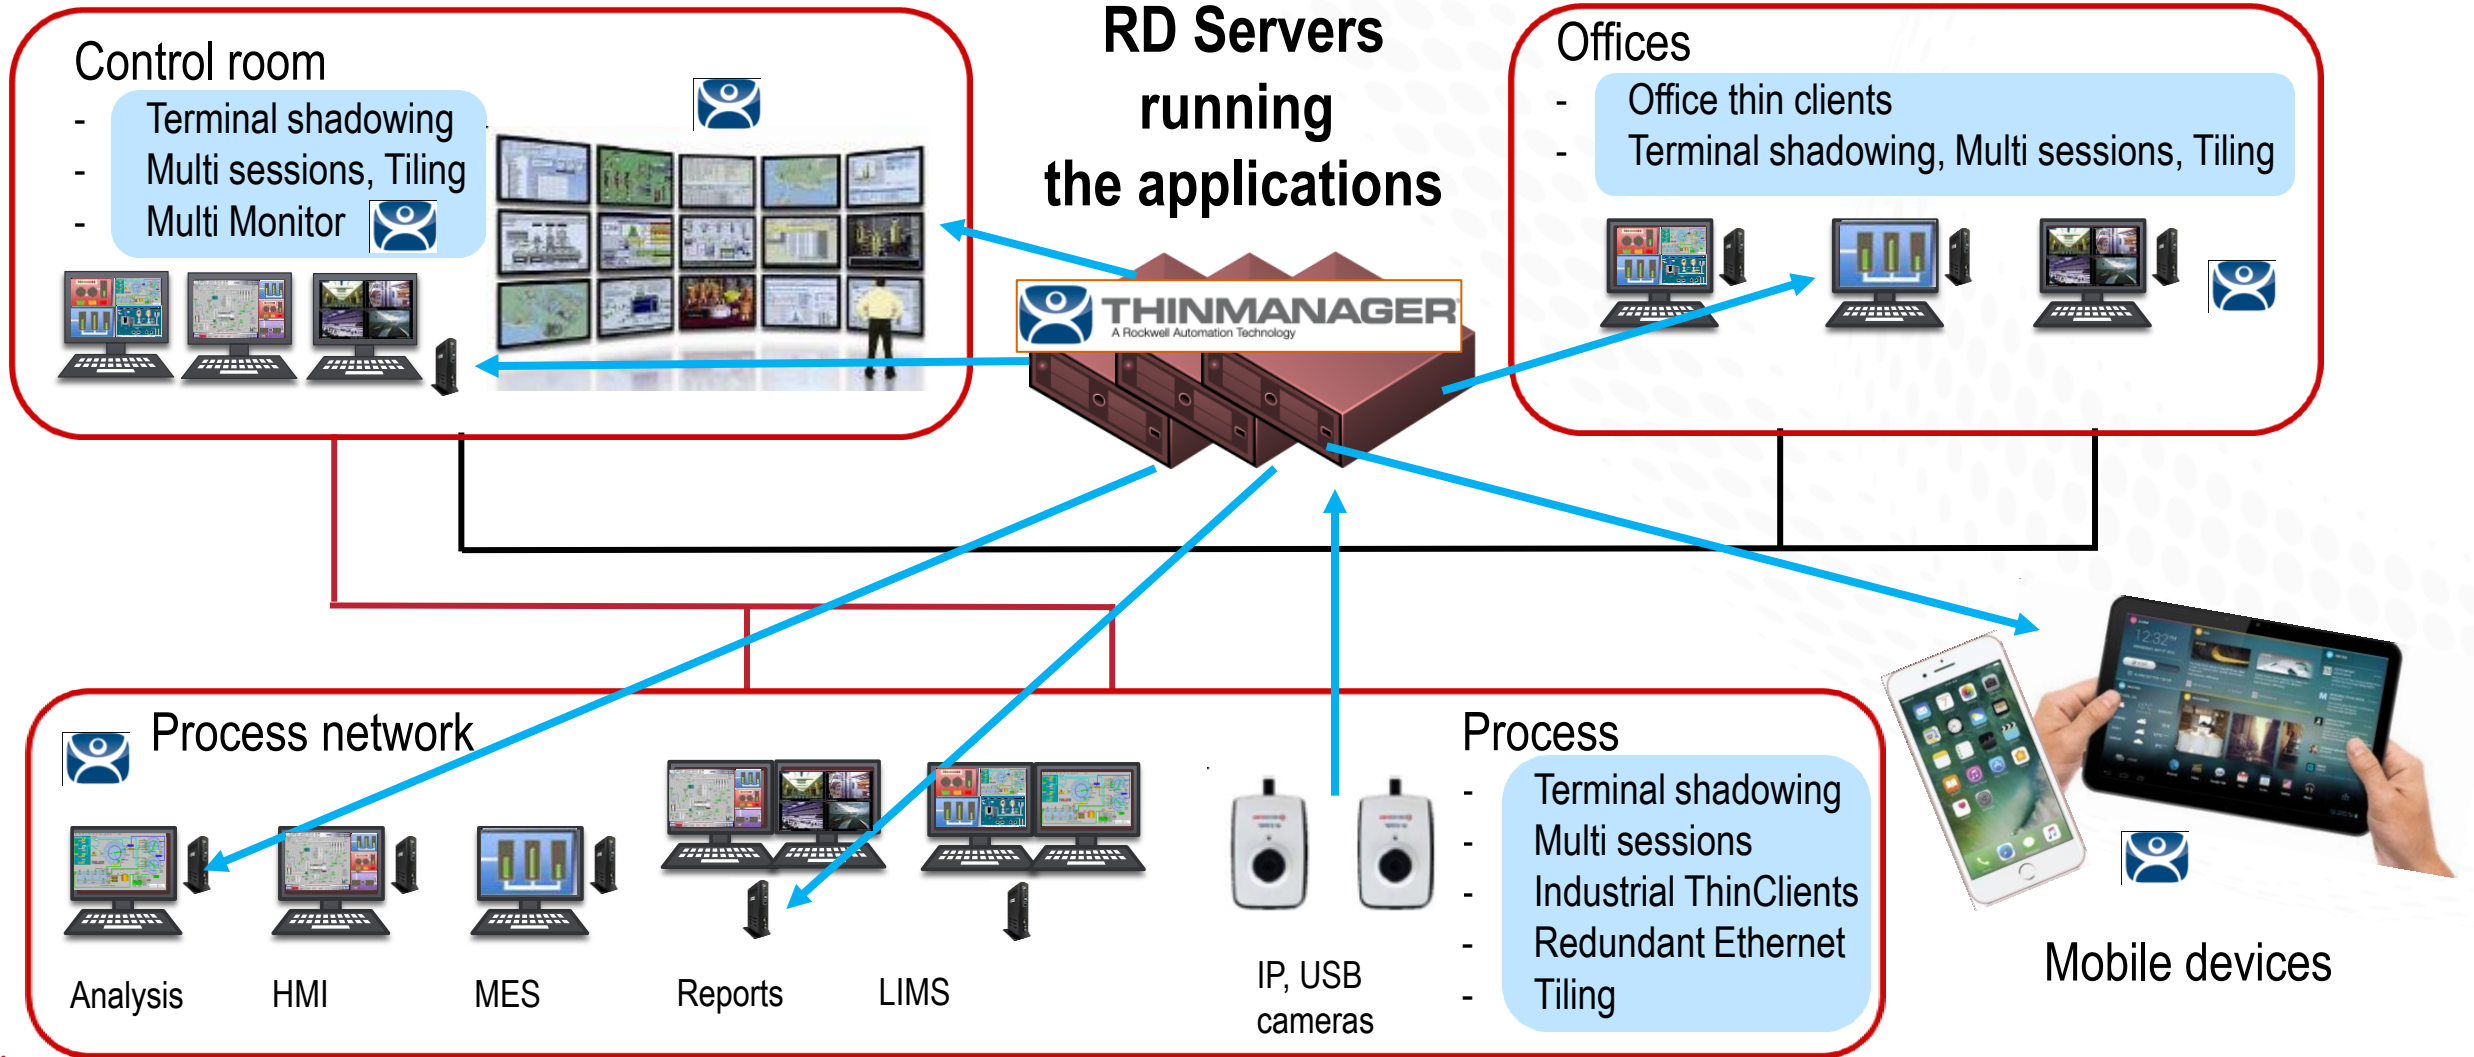 Control room
- Terminal shadowing
- Multi sessions, Tiling
- Multi Monitor
RD Servers
running
the applications
THINMANAGER
A Rockwell Automation Technology
Offices
- Office thin clients
- Terminal shadowing, Multi sessions, Tiling
Process network
Analysis
HMI
MES
Reports
LIMS
IP, USB
cameras
Process
- Terminal shadowing
- Multi sessions
- Industrial ThinClients
- Redundant Ethernet
- Tiling
12:32
Mobile devices